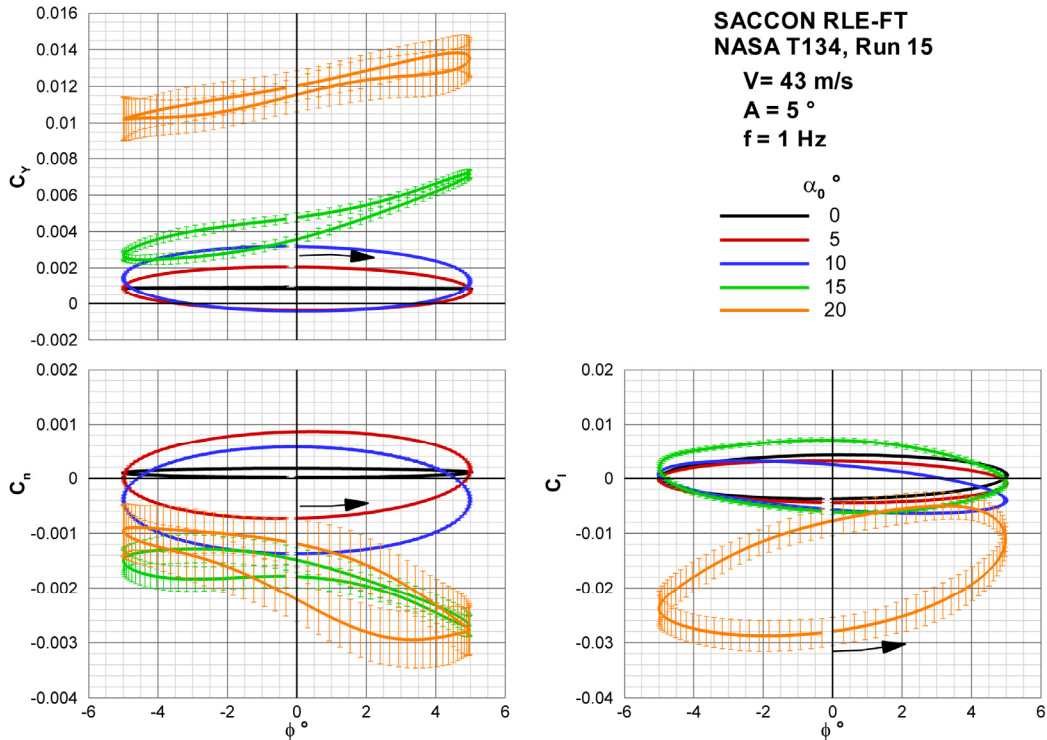 SACCON RLE-FT
NASA T134, Run 15
V= 43 m/s
A = 5 °
f = 1 Hz
α₀ °
0
5
10
15
20
0.016
0.014
0.012
0.01
0.008
0.006
0.004
0.002
0
-0.002
C_Y
0.002
0.001
0
-0.001
-0.002
-0.003
-0.004
C_n
-6 -4 -2 0 2 4 6
ϕ °
0.02
0.01
0
-0.01
-0.02
-0.03
-0.04
C_l
-6 -4 -2 0 2 4 6
ϕ °